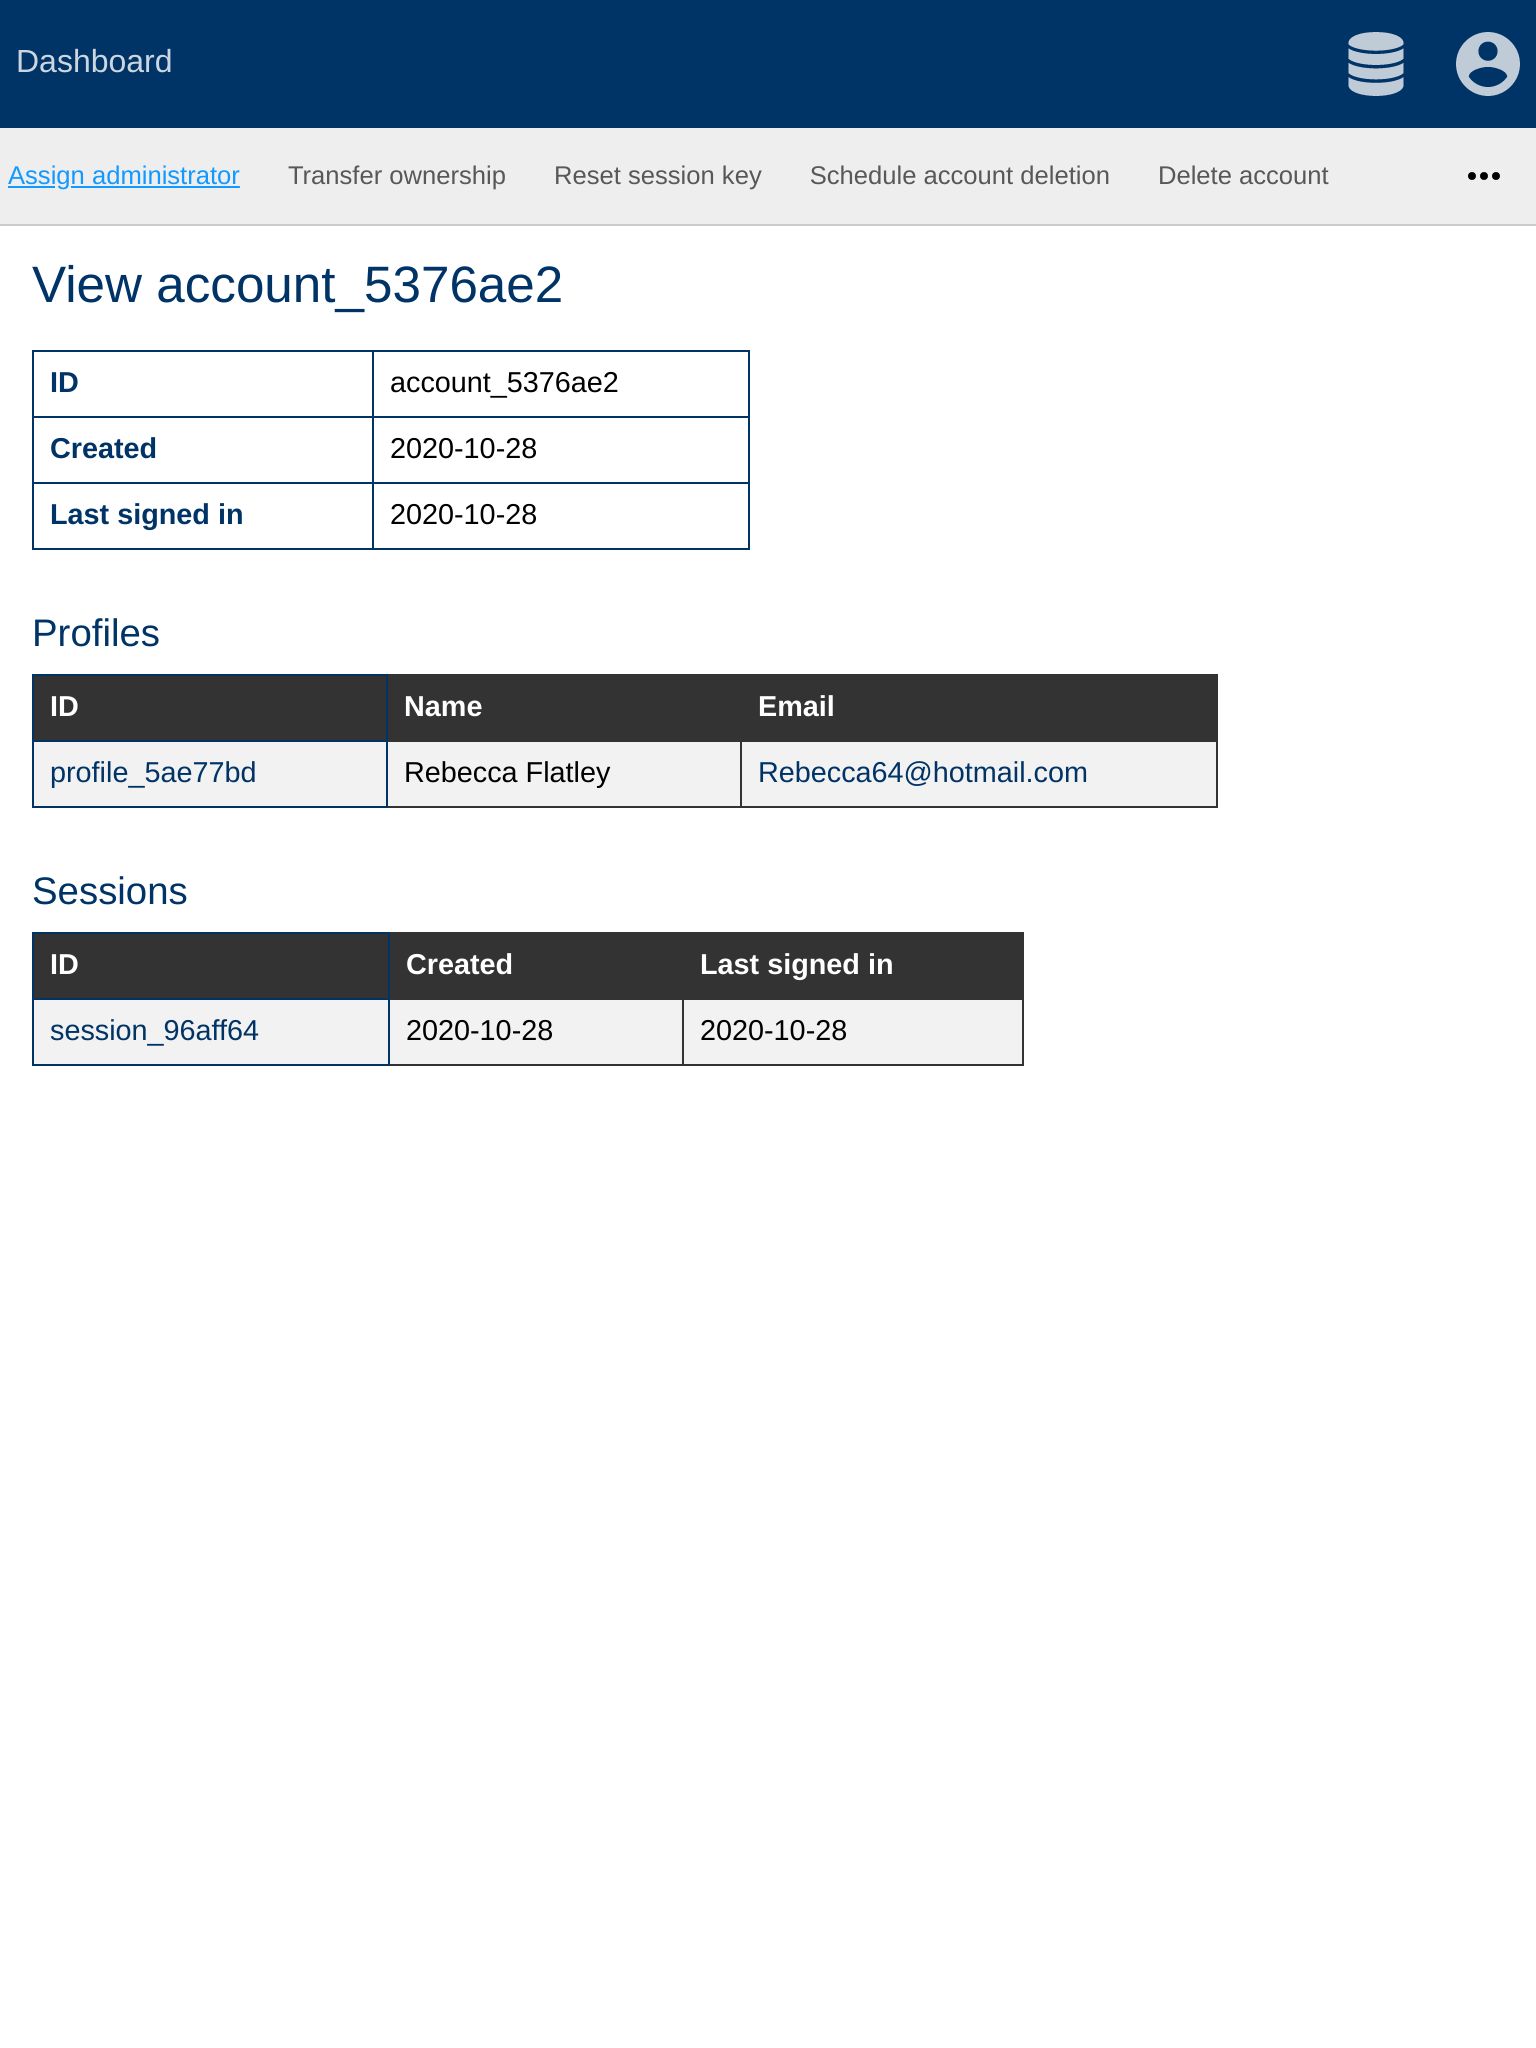 Dashboard
Assign administrator Transfer ownership Reset session key Schedule account deletion Delete account
View account_5376ae2
ID account_5376ae2
Created 2020-10-28
Last signed in 2020-10-28
Profiles
ID Name Email
profile_5ae77bd Rebecca Flatley Rebecca64@hotmail.com
Sessions
ID Created Last signed in
session_96aff64 2020-10-28 2020-10-28